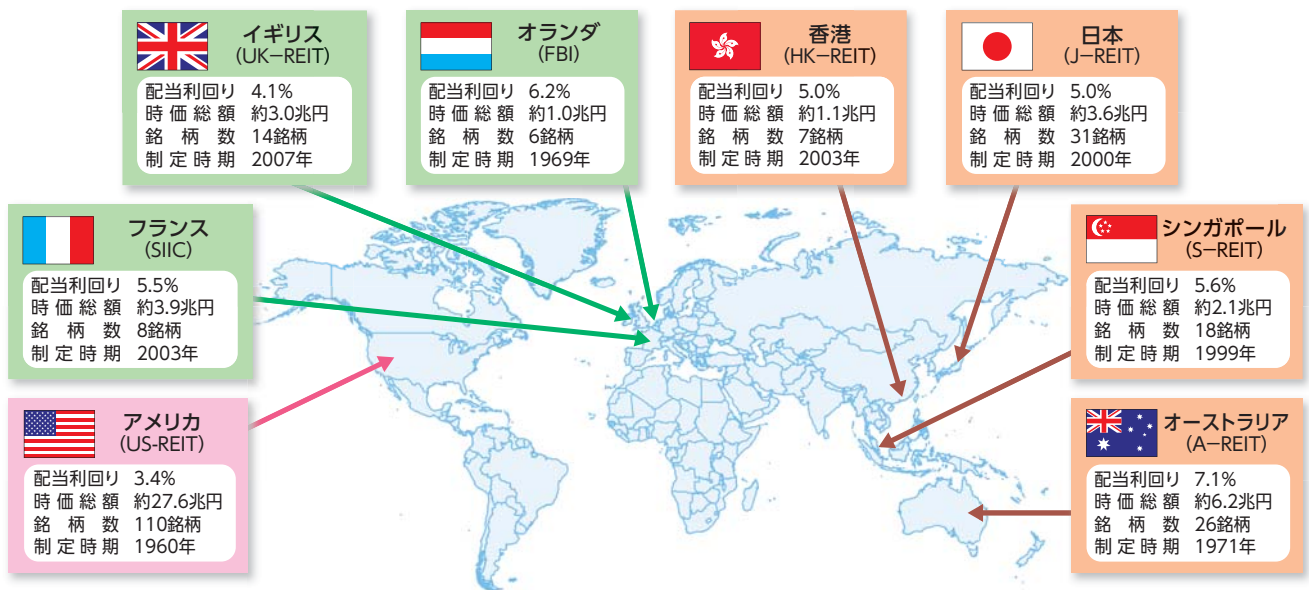 イギリス
(UK−REIT)
配当利回り 4.1%
時価総額 約3.0兆円
銘柄数 14銘柄
制定時期 2007年
オランダ
(FBI)
配当利回り 6.2%
時価総額 約1.0兆円
銘柄数 6銘柄
制定時期 1969年
香港
(HK−REIT)
配当利回り 5.0%
時価総額 約1.1兆円
銘柄数 7銘柄
制定時期 2003年
日本
(J−REIT)
配当利回り 5.0%
時価総額 約3.6兆円
銘柄数 31銘柄
制定時期 2000年
フランス
(SIIC)
配当利回り 5.5%
時価総額 約3.9兆円
銘柄数 8銘柄
制定時期 2003年
シンガポール
(S−REIT)
配当利回り 5.6%
時価総額 約2.1兆円
銘柄数 18銘柄
制定時期 1999年
アメリカ
(US-REIT)
配当利回り 3.4%
時価総額 約27.6兆円
銘柄数 110銘柄
制定時期 1960年
オーストラリア
(A−REIT)
配当利回り 7.1%
時価総額 約6.2兆円
銘柄数 26銘柄
制定時期 1971年